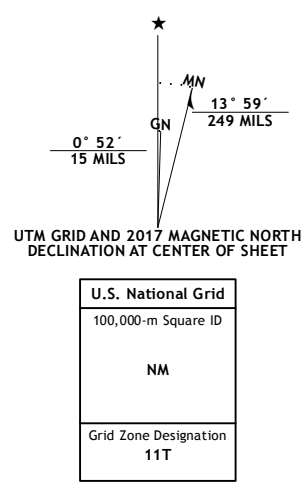 ★
MN
13° 59´
249 MILS
GN
0° 52´
15 MILS
UTM GRID AND 2017 MAGNETIC NORTH
DECLINATION AT CENTER OF SHEET
U.S. National Grid
100,000-m Square ID
NM
Grid Zone Designation
11T